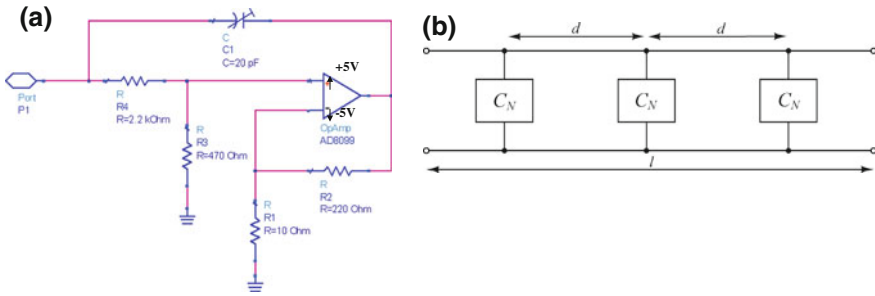 (a)
C
C1
C=20 pF
+5V
Port
P1
R
R4
R=2.2 kOhm
-5V
OpAmp
AD8099
R
R3
R=470 Ohm
R
R2
R=220 Ohm
R
R1
R=10 Ohm
(b)
d
d
C_N
C_N
C_N
l